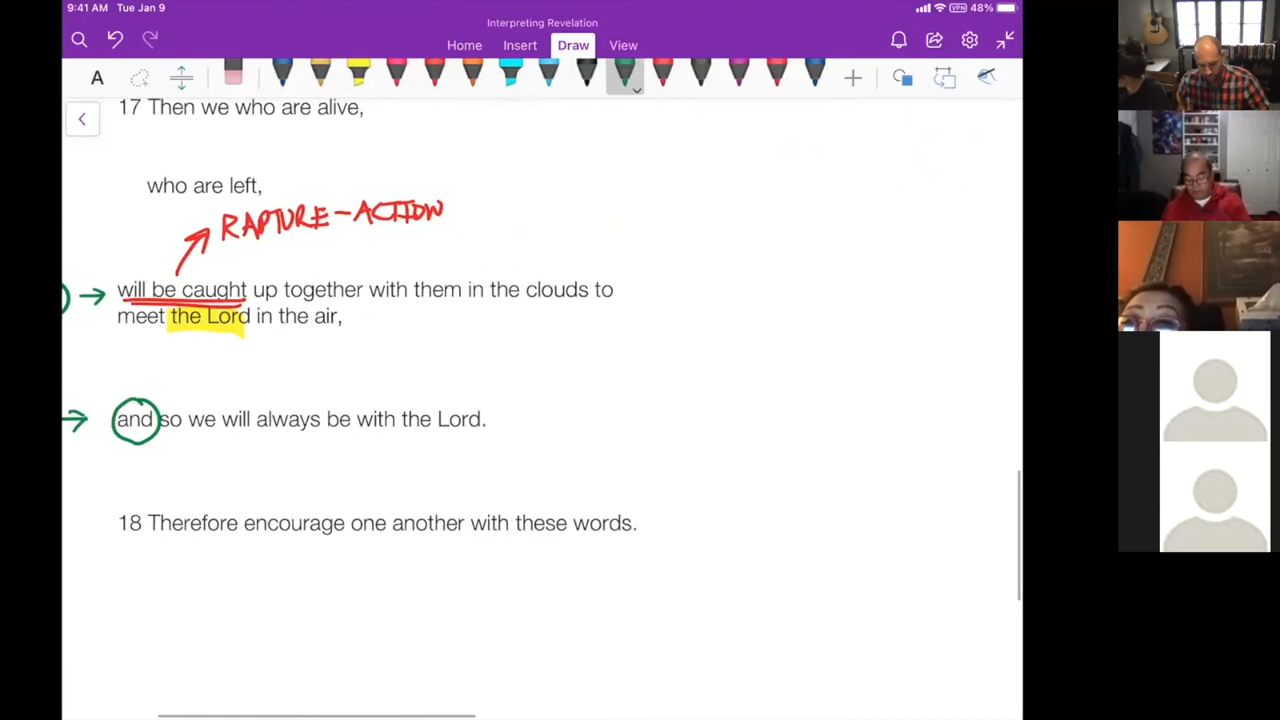 9:41 AM Tue Jan 9
VPN 48%
Interpreting Revelation
Home Insert Draw View
A
17 Then we who are alive,
who are left,
RAPTURE-ACTION
will be caught up together with them in the clouds to
meet the Lord in the air,
and so we will always be with the Lord.
18 Therefore encourage one another with these words.